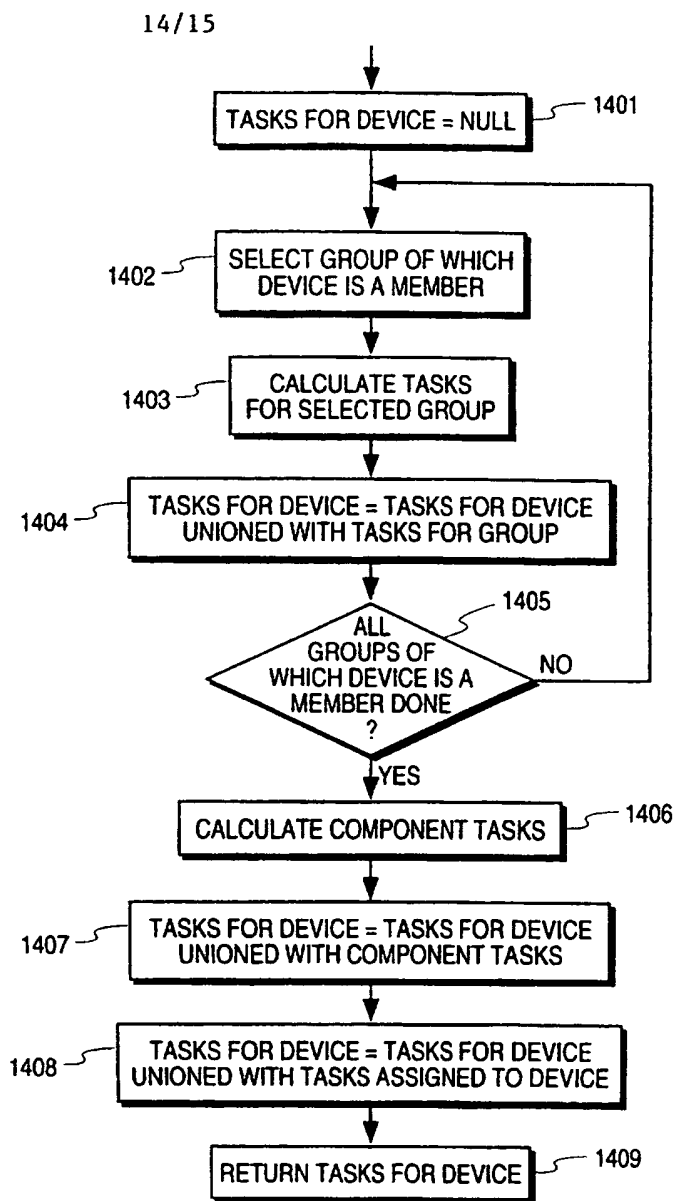 14/15
TASKS FOR DEVICE = NULL
1401
1402
SELECT GROUP OF WHICH
DEVICE IS A MEMBER
1403
CALCULATE TASKS
FOR SELECTED GROUP
1404
TASKS FOR DEVICE = TASKS FOR DEVICE
UNIONED WITH TASKS FOR GROUP
1405
ALL
GROUPS OF
WHICH DEVICE IS A
MEMBER DONE
?
NO
YES
CALCULATE COMPONENT TASKS
1406
1407
TASKS FOR DEVICE = TASKS FOR DEVICE
UNIONED WITH COMPONENT TASKS
1408
TASKS FOR DEVICE = TASKS FOR DEVICE
UNIONED WITH TASKS ASSIGNED TO DEVICE
RETURN TASKS FOR DEVICE
1409